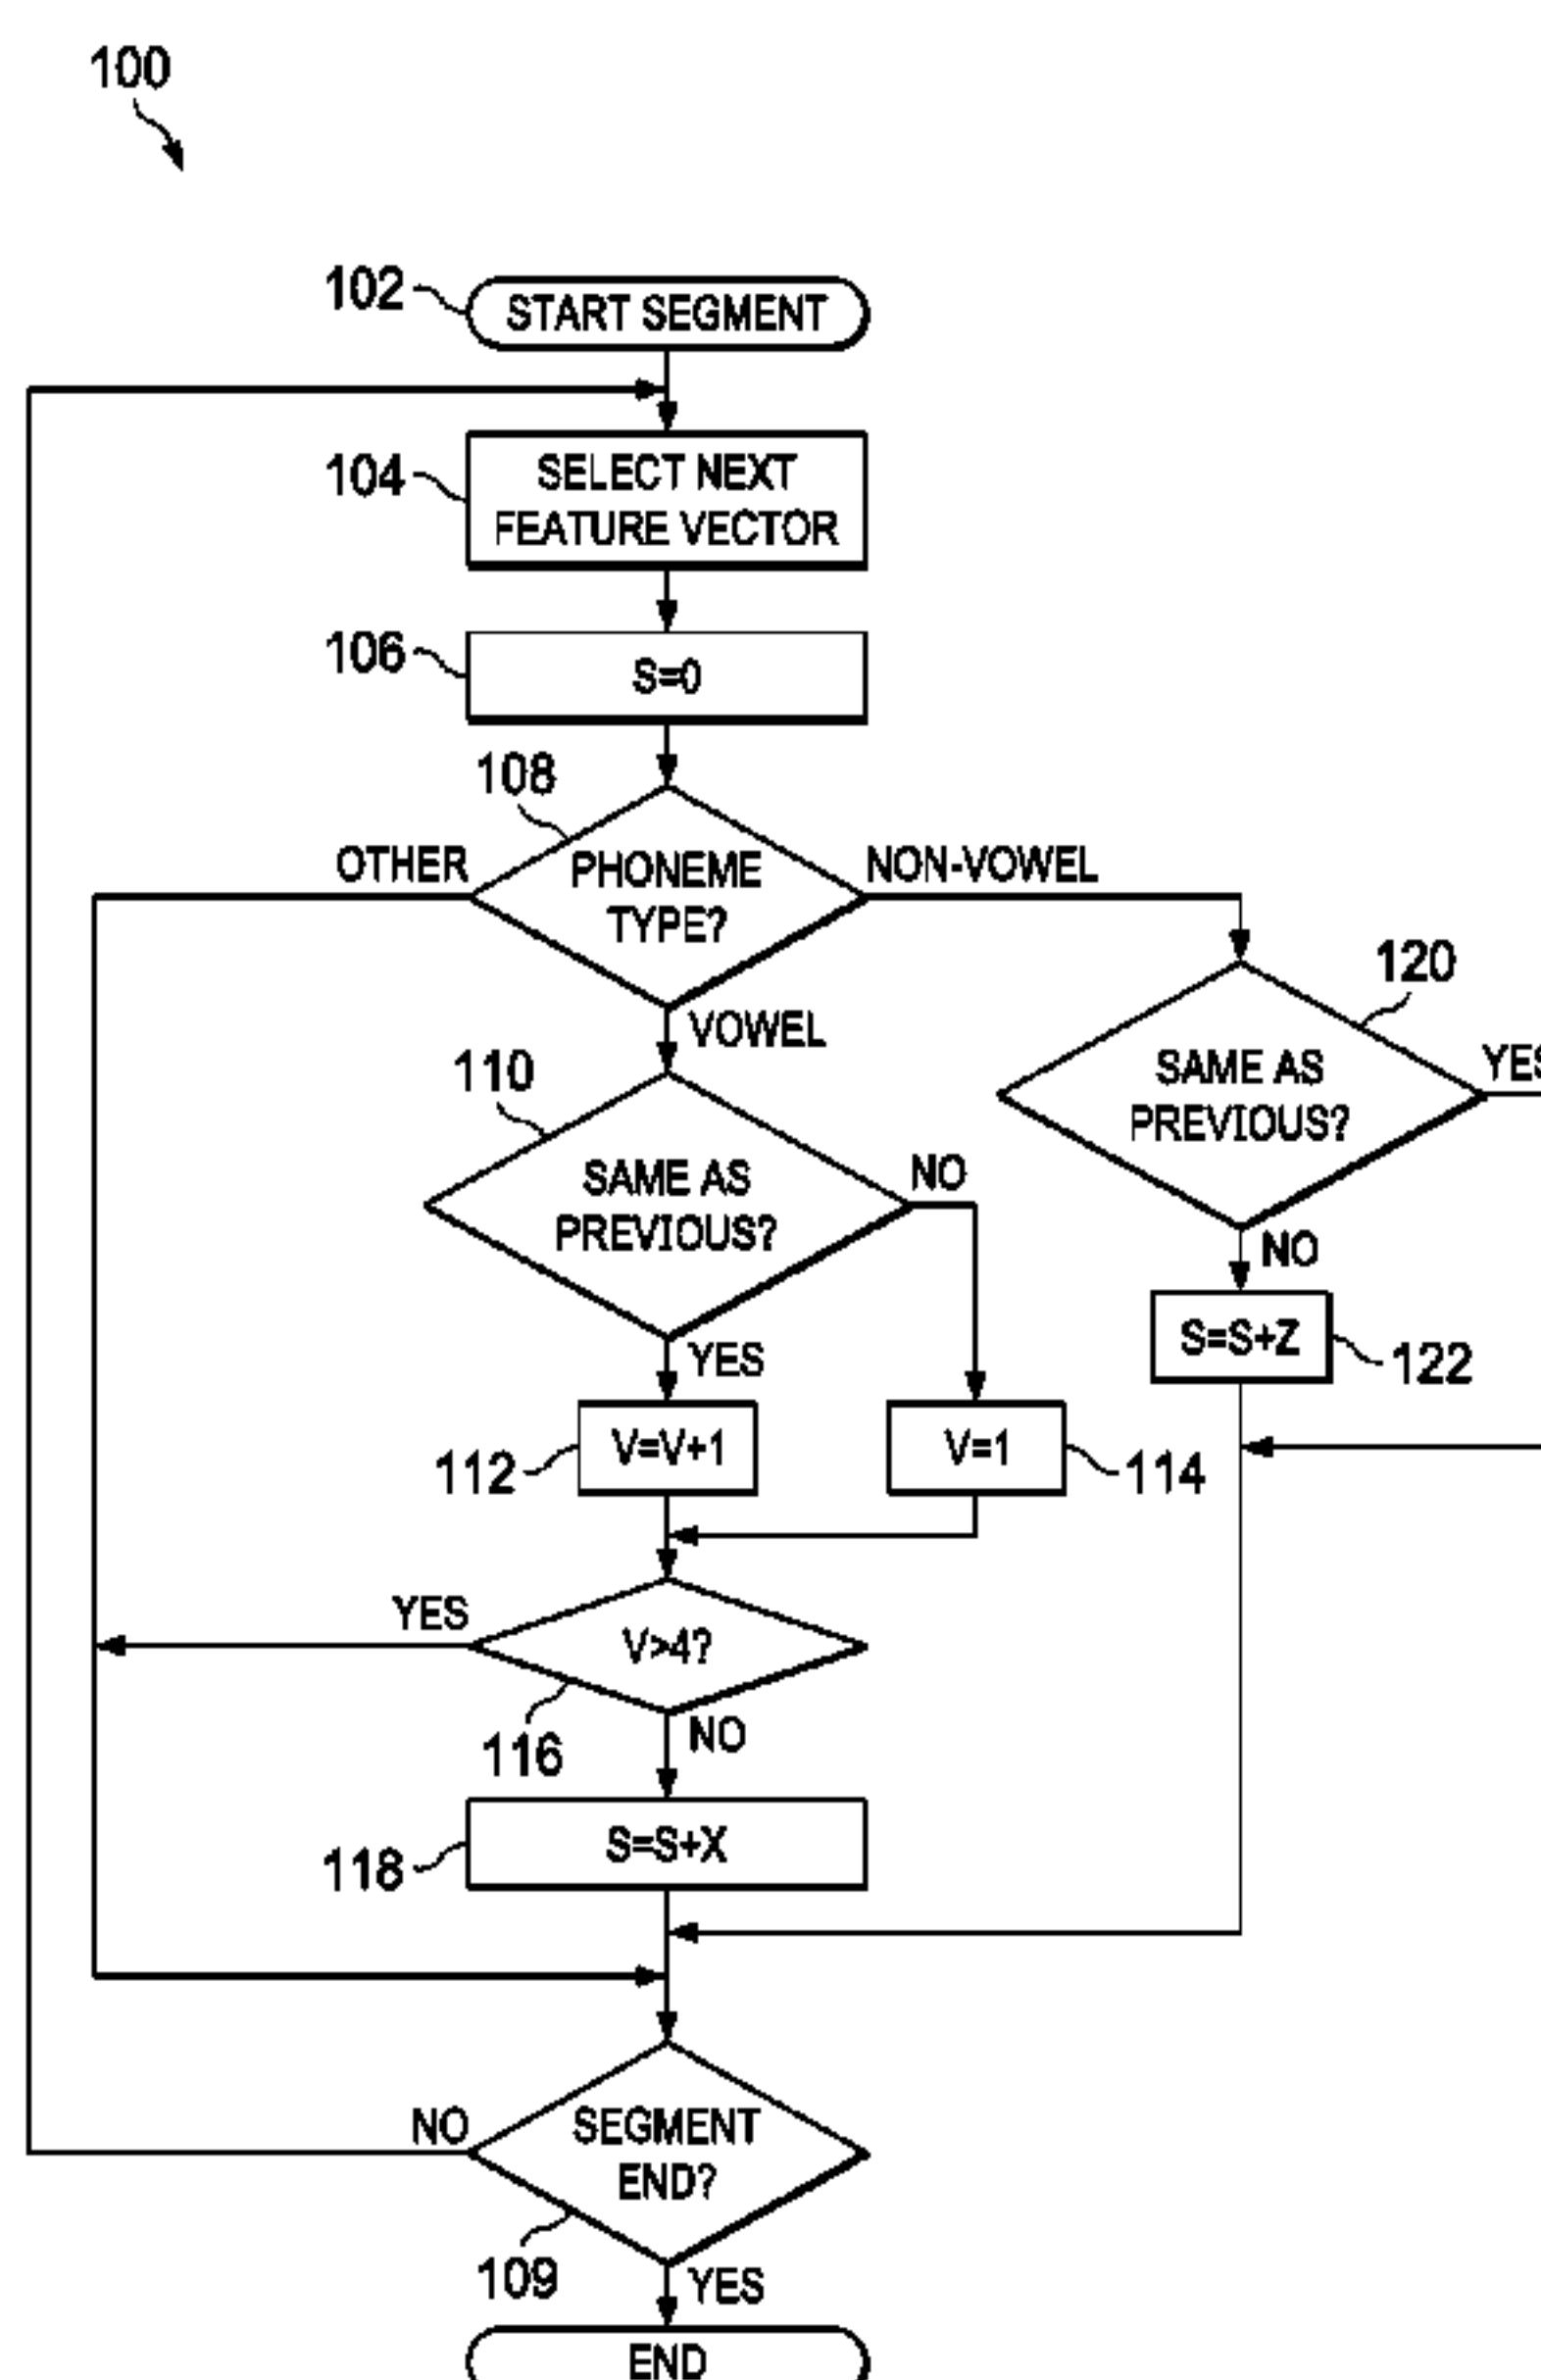 100
102
START SEGMENT
104
SELECT NEXT
FEATURE VECTOR
106
S=0
108
OTHER
PHONEME
TYPE?
NON-VOWEL
VOWEL
120
SAME AS
PREVIOUS?
YES
110
SAME AS
PREVIOUS?
NO
NO
YES
S=S+Z
122
112
V=V+1
V=1
114
YES
V>4?
116
NO
118
S=S+X
NO
SEGMENT
END?
109
YES
END